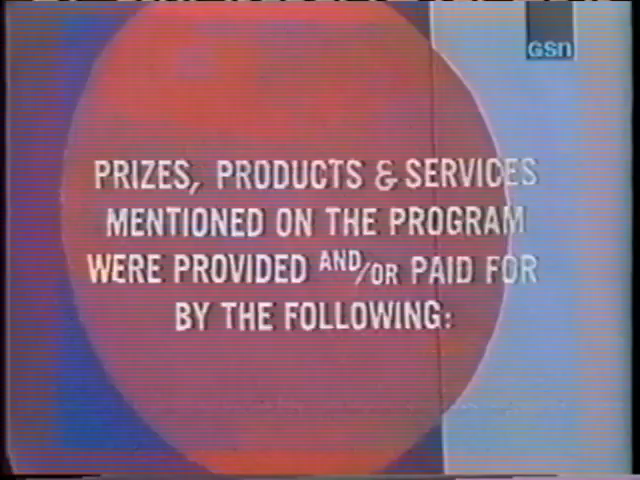 GSN
PRIZES, PRODUCTS & SERVICES
MENTIONED ON THE PROGRAM
WERE PROVIDED AND/OR PAID FOR
BY THE FOLLOWING: